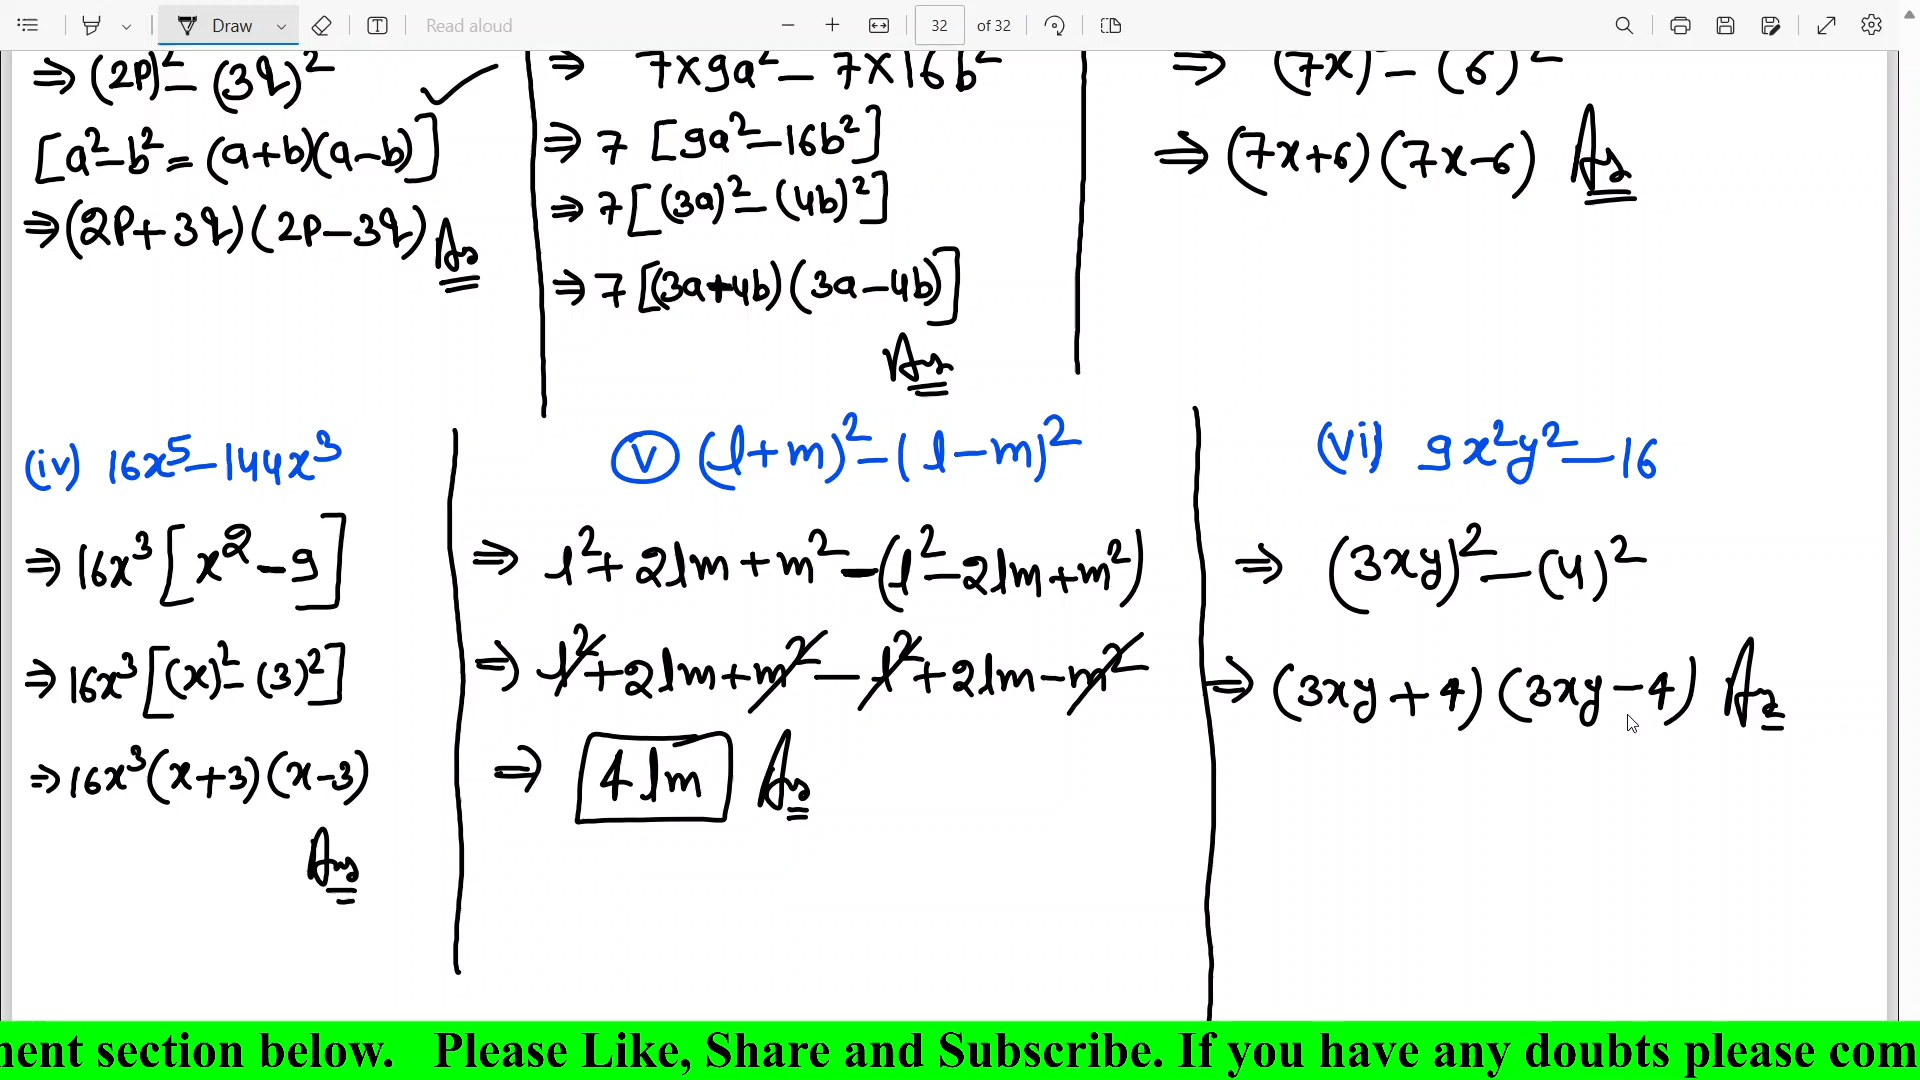 Draw
Read aloud
32
of 32
⇒ (2P)² - (3q)²
[a² - b² = (a+b)(a-b)]
⇒ (2P+3q)(2P-3q) Ans
⇒ 7×9a² - 7×16b²
⇒ 7 [9a² - 16b²]
⇒ 7 [(3a)² - (4b)²]
⇒ 7 [(3a+4b)(3a-4b)]
Ans
⇒ (7x)² - (6)²
⇒ (7x+6)(7x-6) Ans
(iv) 16x⁵ - 144x³
⇒ 16x³ [x² - 9]
⇒ 16x³ [(x)² - (3)²]
⇒ 16x³ (x+3)(x-3)
Ans
(v) (l+m)² - (l-m)²
⇒ l² + 2lm + m² - (l² - 2lm + m²)
⇒ l² + 2lm + m² - l² + 2lm - m²
⇒ 4lm Ans
(vi) 9x²y² - 16
⇒ (3xy)² - (4)²
⇒ (3xy+4)(3xy-4) Ans
nent section below. Please Like, Share and Subscribe. If you have any doubts please com